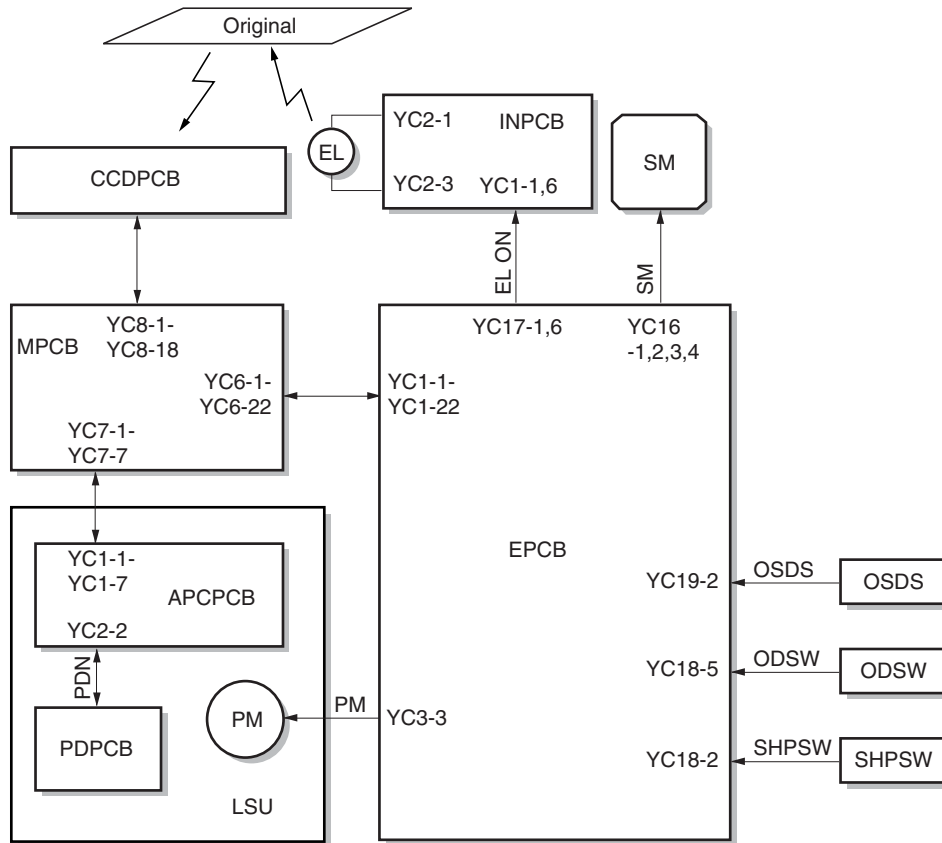 Original
YC2-1
INPCB
EL
SM
CCDPCB
YC2-3
YC1-1,6
EL ON
SM
YC8-1-
YC8-18
MPCB
YC17-1,6
YC16
-1,2,3,4
YC6-1-
YC6-22
YC1-1-
YC1-22
YC7-1-
YC7-7
EPCB
YC1-1-
YC1-7
APCPCB
YC2-2
YC19-2
OSDS
OSDS
PDN
YC18-5
ODSW
ODSW
PM
PM
YC3-3
PDPCB
YC18-2
SHPSW
SHPSW
LSU